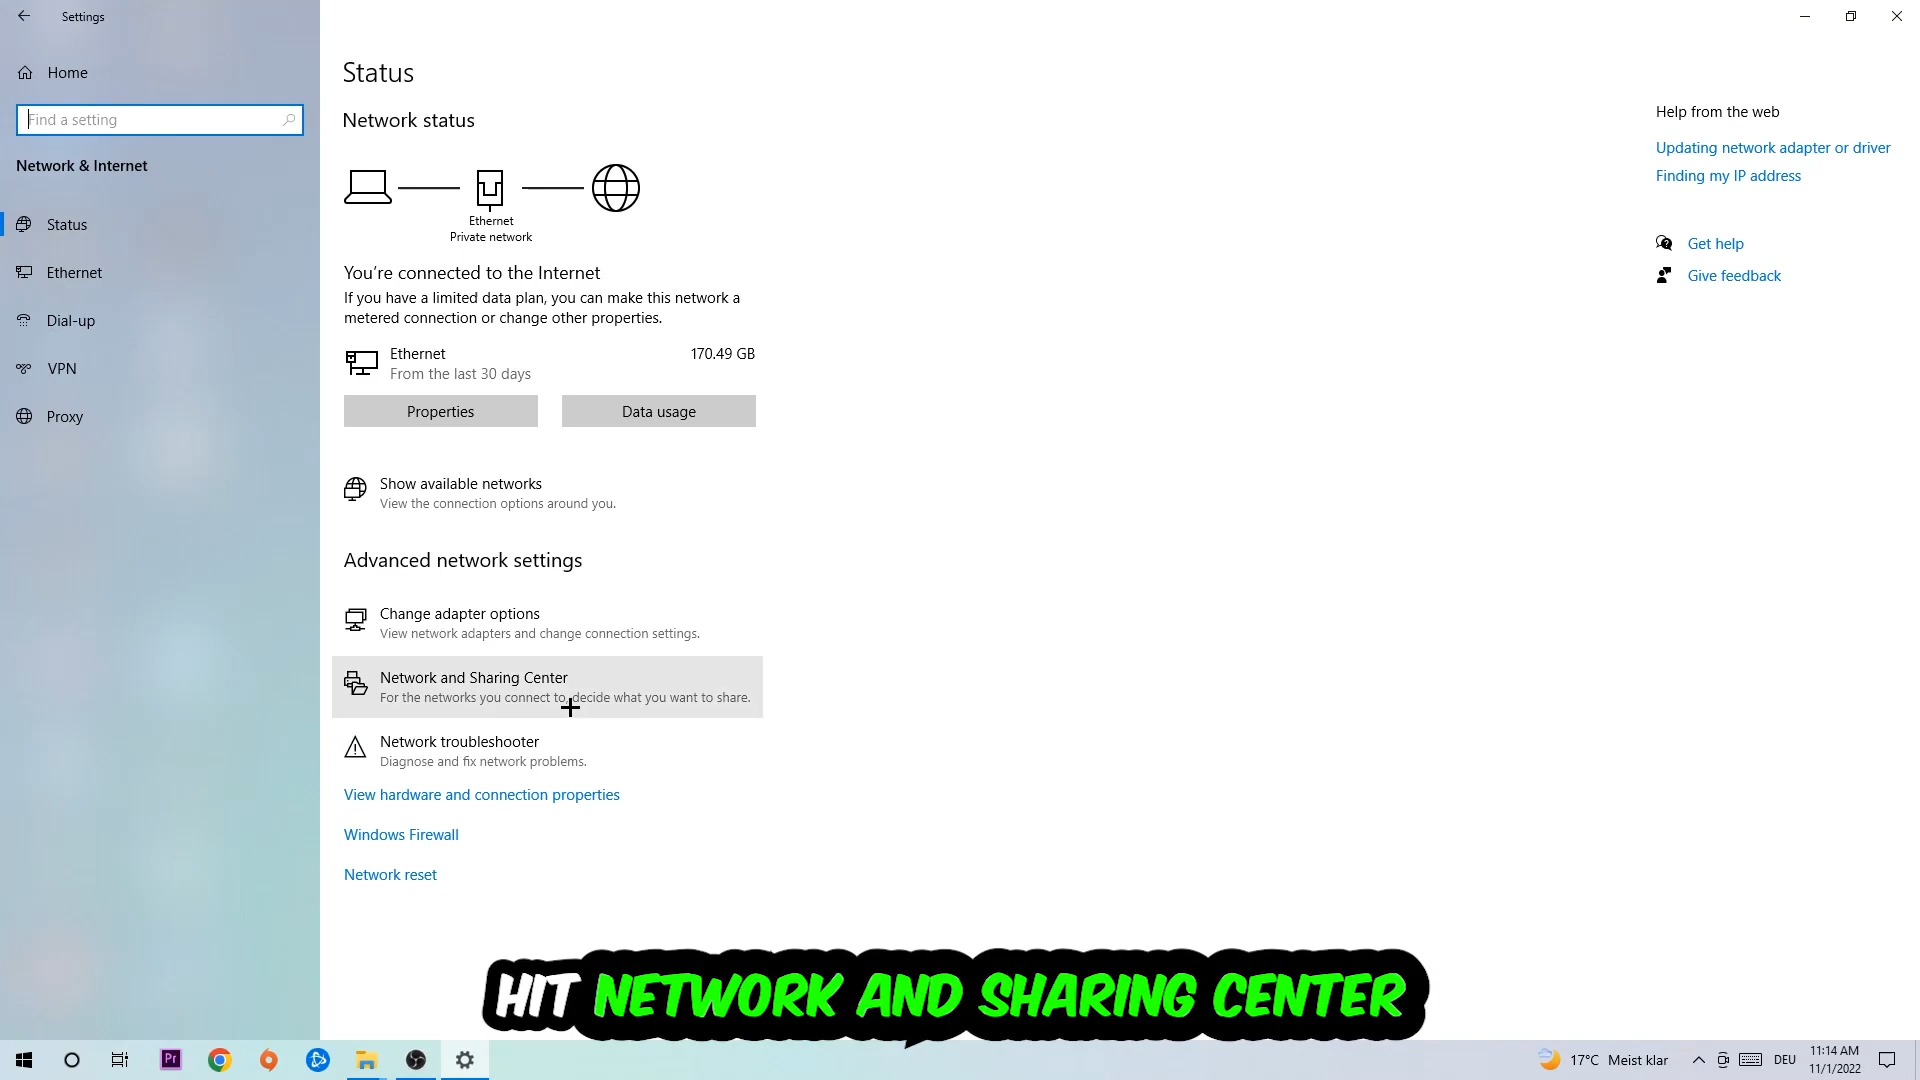 Settings
Home
Find a setting
Network & Internet
Status
Ethernet
Dial-up
VPN
Proxy
Status
Network status
Ethernet
Private network
You're connected to the Internet
If you have a limited data plan, you can make this network a
metered connection or change other properties.
Ethernet
170.49 GB
From the last 30 days
Properties
Data usage
Show available networks
View the connection options around you.
Advanced network settings
Change adapter options
View network adapters and change connection settings.
Network and Sharing Center
For the networks you connect to, decide what you want to share.
Network troubleshooter
Diagnose and fix network problems.
View hardware and connection properties
Windows Firewall
Network reset
Help from the web
Updating network adapter or driver
Finding my IP address
Get help
Give feedback
HIT NETWORK AND SHARING CENTER
Pr
17°C Meist klar
DEU
11:14 AM
11/1/2022